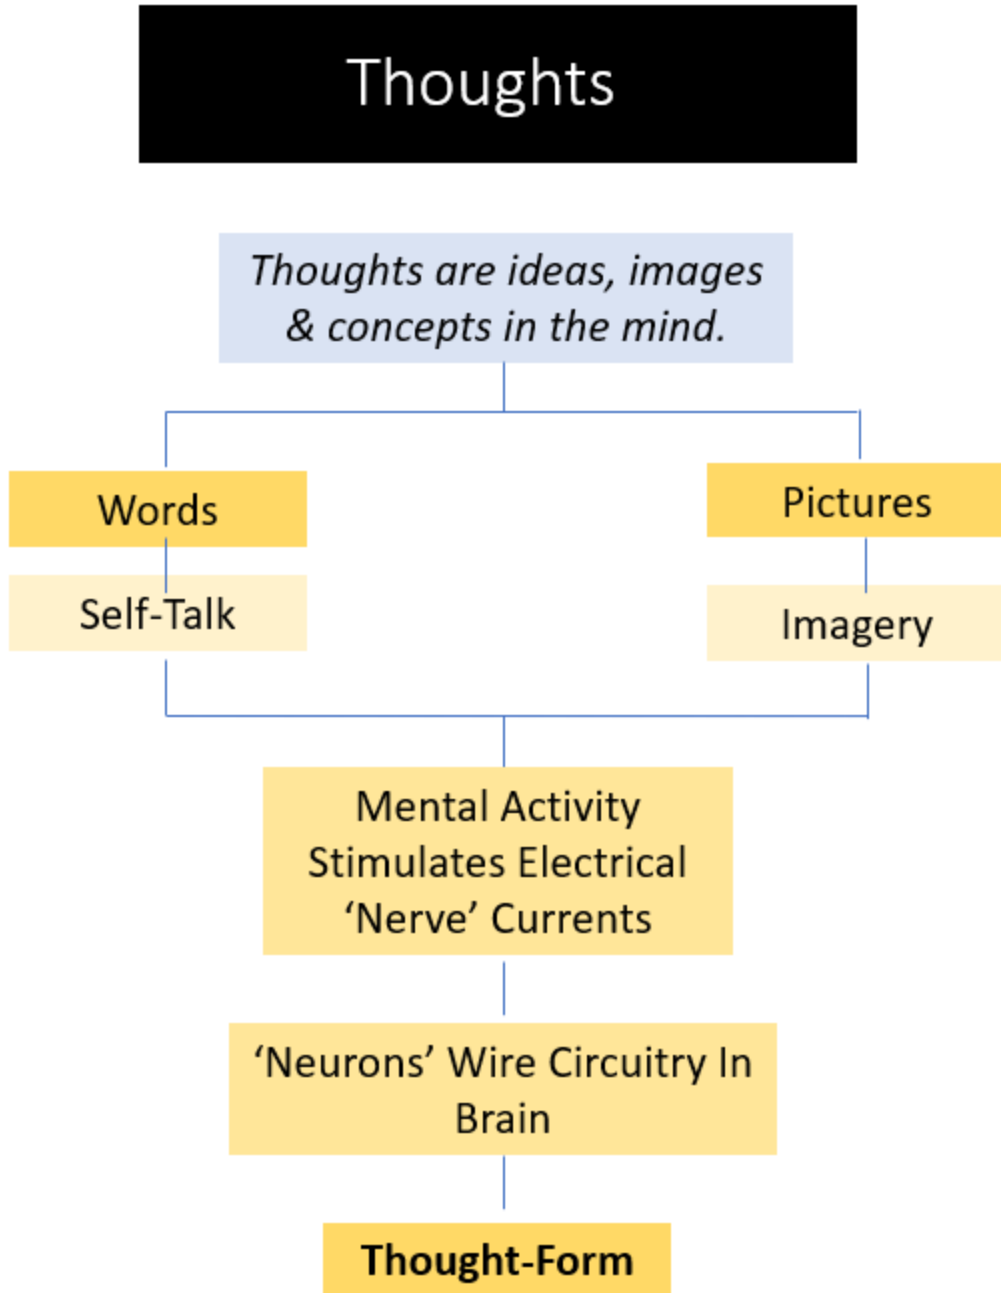 Thoughts
Thoughts are ideas, images
& concepts in the mind.
Words
Pictures
Self-Talk
Imagery
Mental Activity
Stimulates Electrical
‘Nerve’ Currents
‘Neurons’ Wire Circuitry In
Brain
Thought-Form